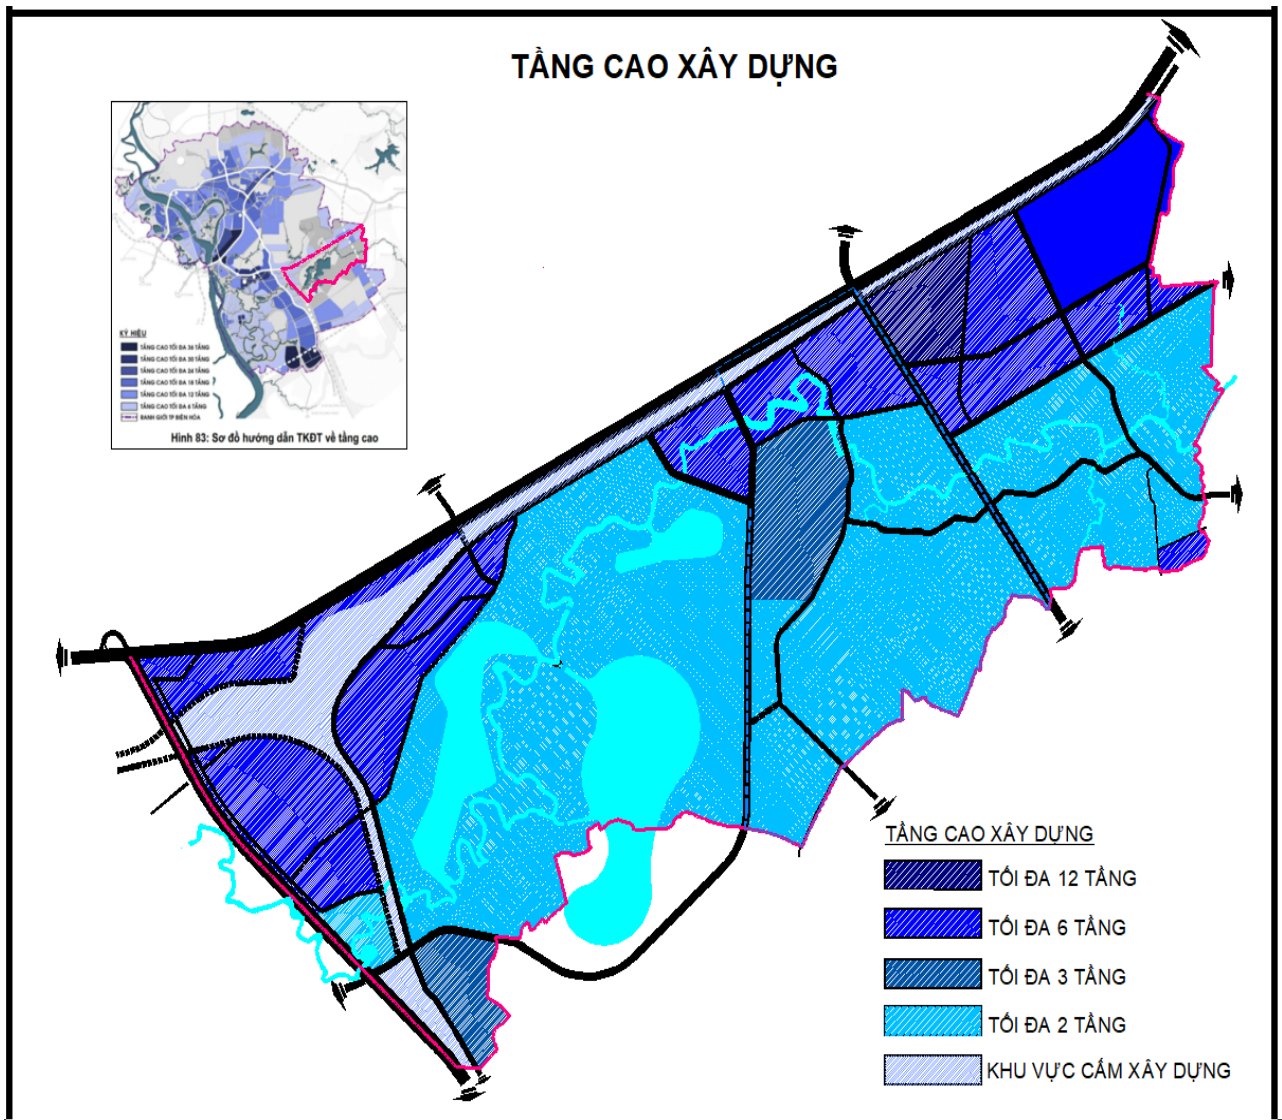 TẦNG CAO XÂY DỰNG
KÝ HIỆU
TẦNG CAO TỐI ĐA 36 TẦNG
TẦNG CAO TỐI ĐA 30 TẦNG
TẦNG CAO TỐI ĐA 24 TẦNG
TẦNG CAO TỐI ĐA 18 TẦNG
TẦNG CAO TỐI ĐA 12 TẦNG
TẦNG CAO TỐI ĐA 6 TẦNG
RANH GIỚI TP BIÊN HÒA
Hình 83: Sơ đồ hướng dẫn TKĐT về tầng cao
TẦNG CAO XÂY DỰNG
TỐI ĐA 12 TẦNG
TỐI ĐA 6 TẦNG
TỐI ĐA 3 TẦNG
TỐI ĐA 2 TẦNG
KHU VỰC CẤM XÂY DỰNG